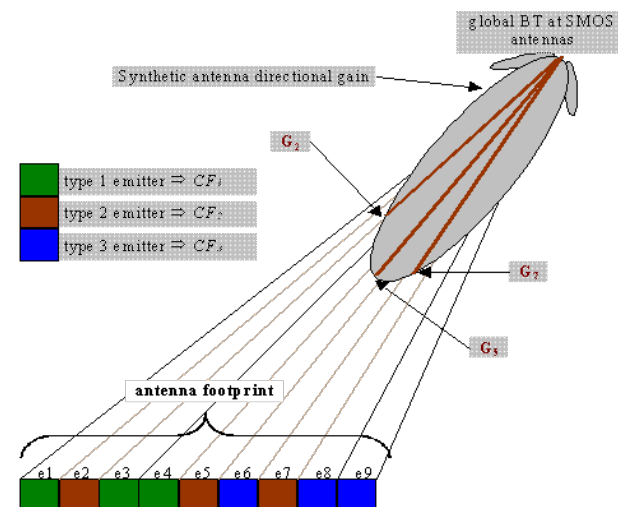 global BT at SMOS
antennas
Synthetic antenna directional gain
G2
type 1 emitter ⇒ CF1
type 2 emitter ⇒ CF2
type 3 emitter ⇒ CF3
G7
G5
antenna footprint
e1 e2 e3 e4 e5 e6 e7 e8 e9